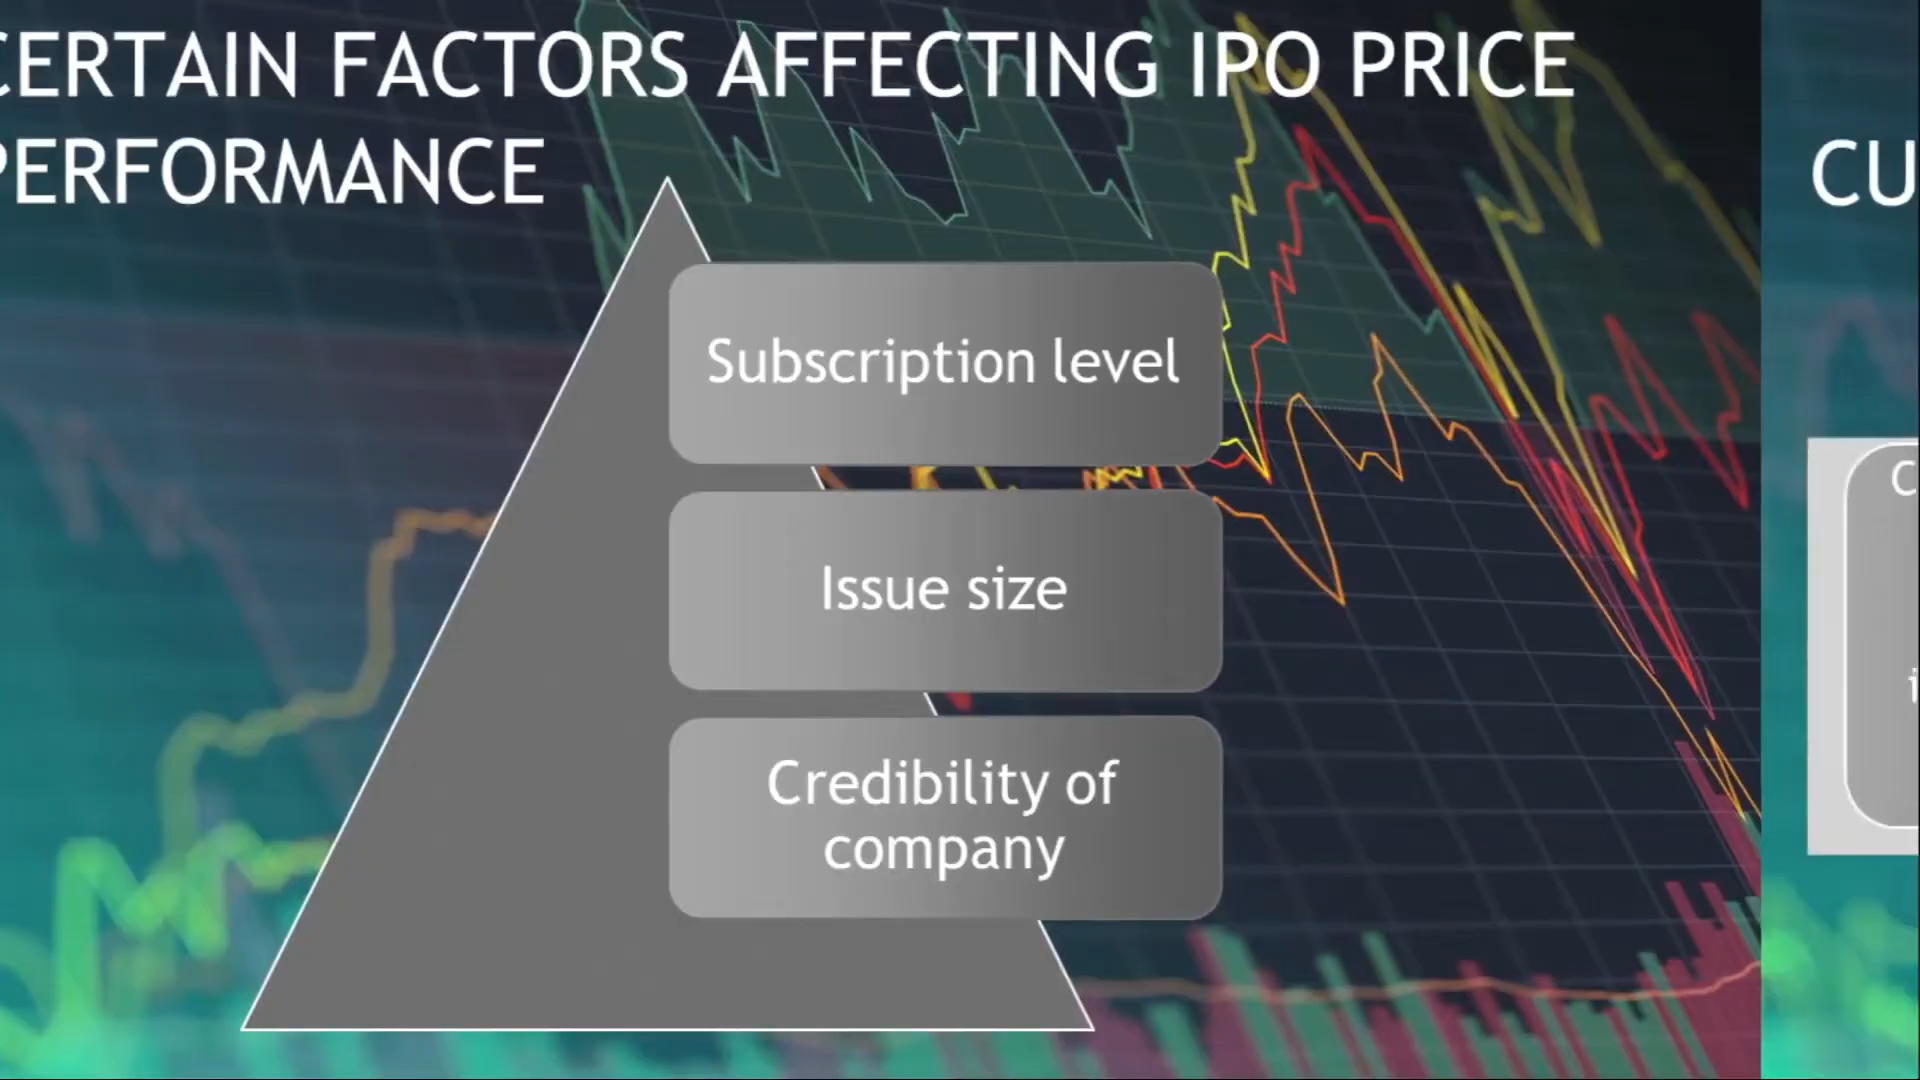 CERTAIN FACTORS AFFECTING IPO PRICE
PERFORMANCE
Subscription level
Issue size
Credibility of
company
CU
C
i